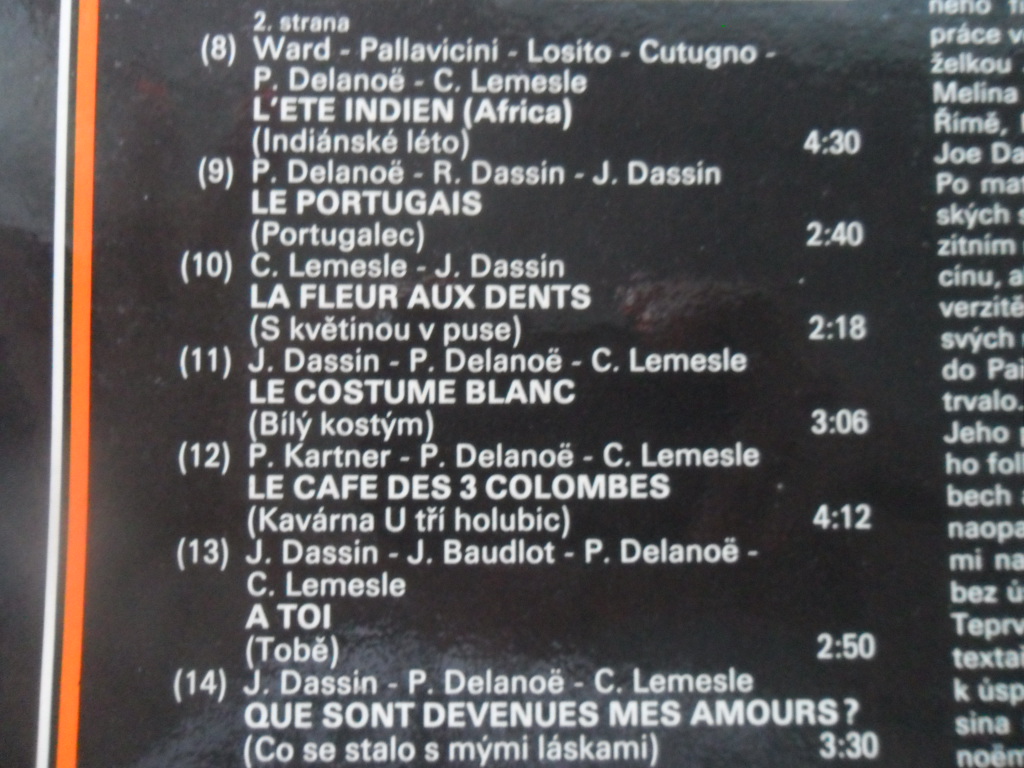 2. strana
(8) Ward - Pallavicini - Losito - Cutugno -
P. Delanoë - C. Lemesle
L'ETE INDIEN (Africa)
(Indiánské léto) 4:30
(9) P. Delanoë - R. Dassin - J. Dassin
LE PORTUGAIS
(Portugalec) 2:40
(10) C. Lemesle - J. Dassin
LA FLEUR AUX DENTS
(S květinou v puse) 2:18
(11) J. Dassin - P. Delanoë - C. Lemesle
LE COSTUME BLANC
(Bílý kostým) 3:06
(12) P. Kartner - P. Delanoë - C. Lemesle
LE CAFE DES 3 COLOMBES
(Kavárna U tří holubic) 4:12
(13) J. Dassin - J. Baudlot - P. Delanoë -
C. Lemesle
A TOI
(Tobě) 2:50
(14) J. Dassin - P. Delanoë - C. Lemesle
QUE SONT DEVENUES MES AMOURS?
(Co se stalo s mými láskami) 3:30
ného
práce
želkou
Melina
Římě,
Joe Da
Po mat
ských s
zitním
cínu, a
verzitě
svých
do Pai
trvalo.
Jeho
ho foll
bech a
naopa
mi na
bez ú
Teprv
textař
k úsp
sina
noëm